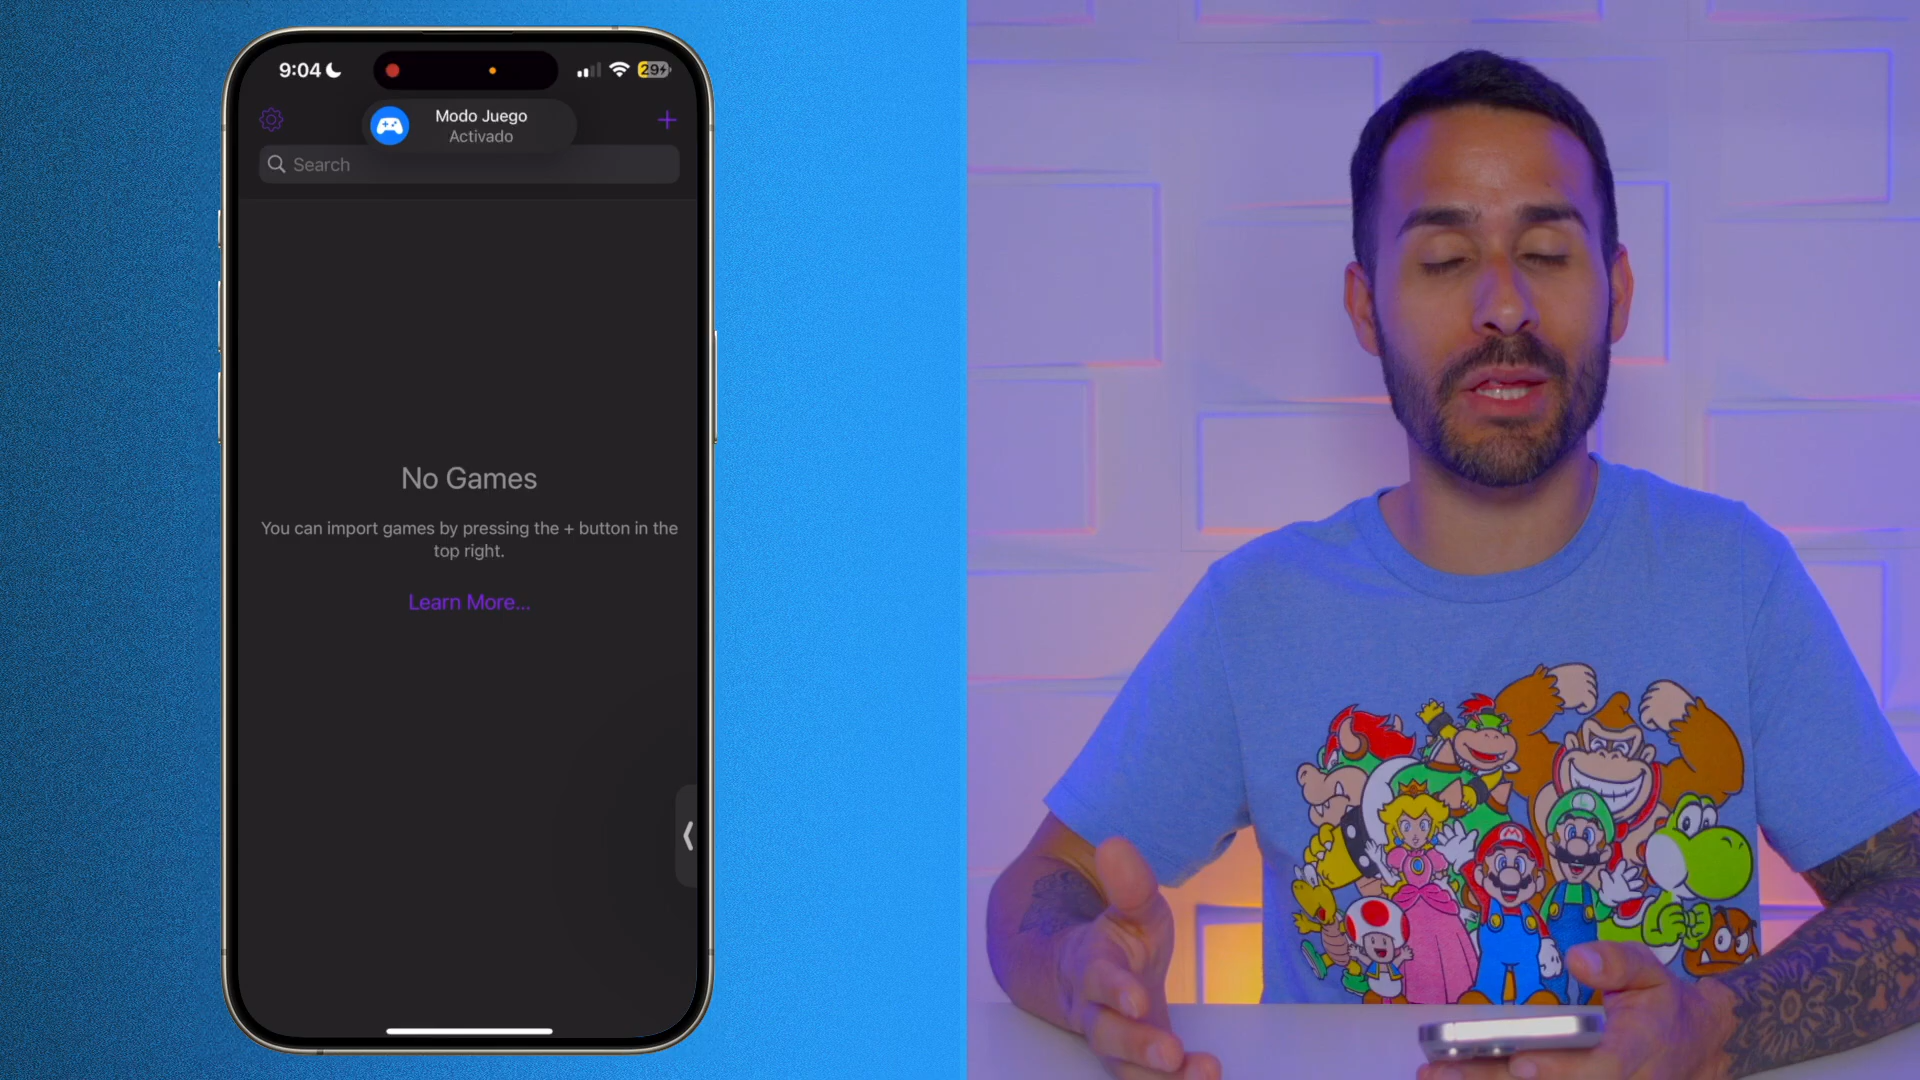 9:04
29
Modo Juego
Activado
Search
No Games
You can import games by pressing the + button in the
top right.
Learn More...